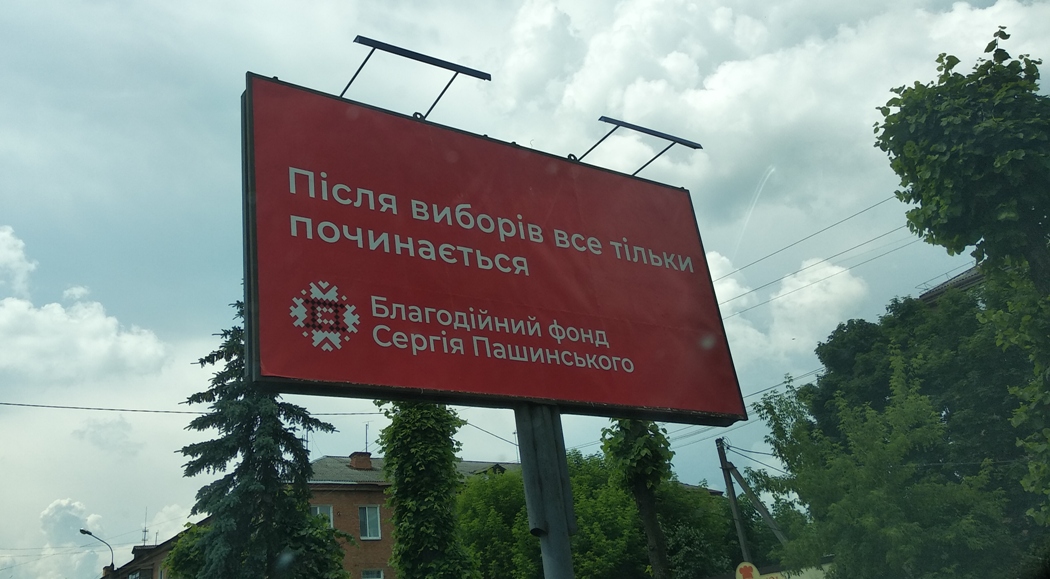 Після виборів все тільки
починається
Благодійний фонд
Сергія Пашинського